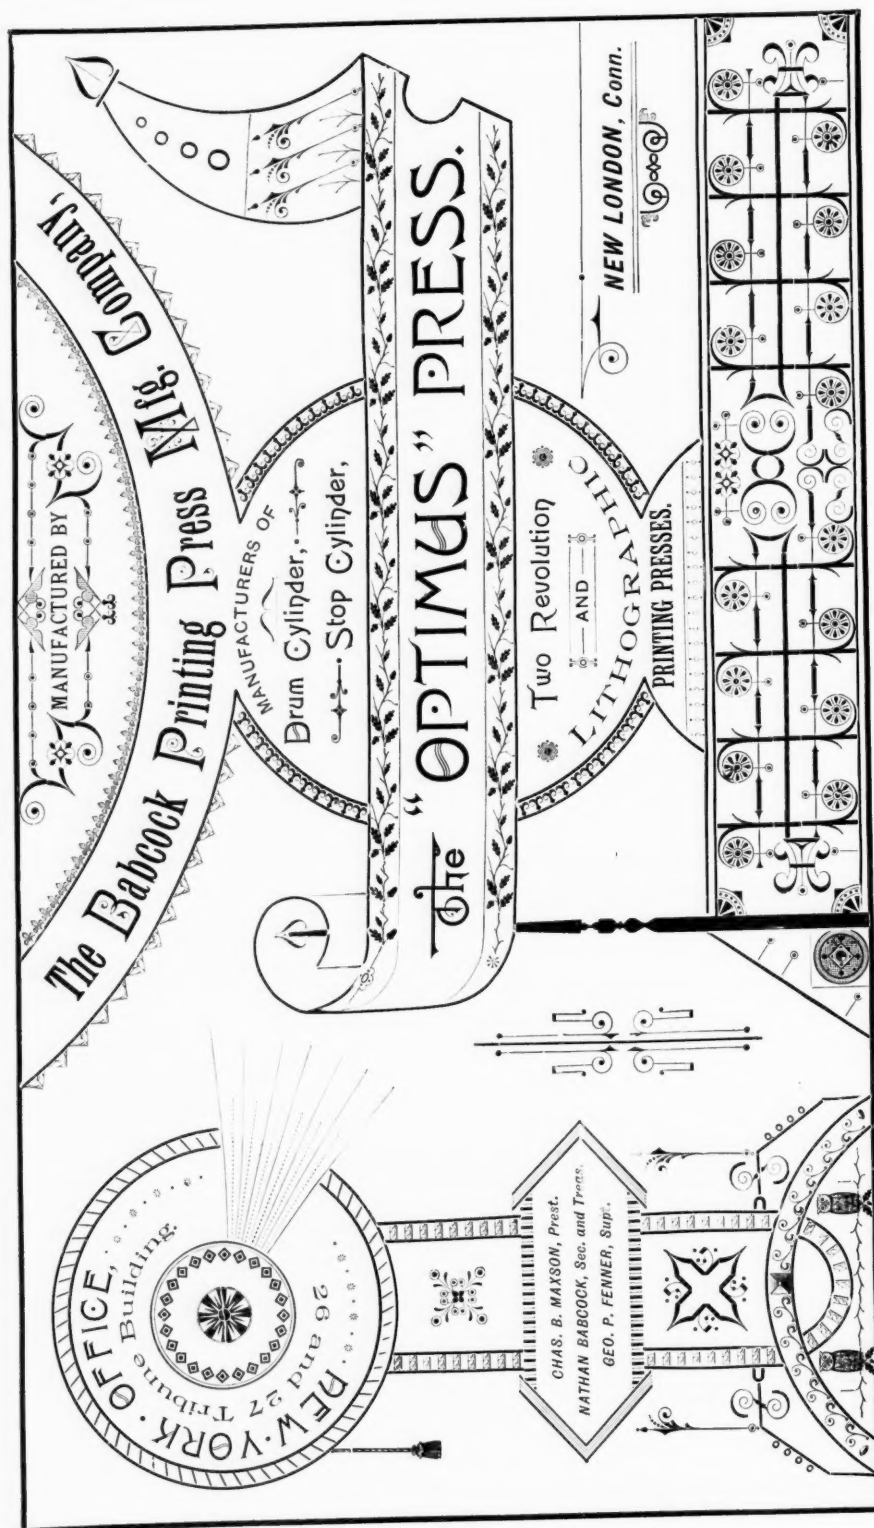 MANUFACTURED BY
The Babcock Printing Press Mfg. Company,
MANUFACTURERS OF
Drum Cylinder,
Stop Cylinder,
The "OPTIMUS" PRESS.
Two Revolution
AND
LITHOGRAPHIC
PRINTING PRESSES.
NEW LONDON, Conn.
NEW·YORK·OFFICE,
26 and 27 Tribune Building.
CHAS. B. MAXSON, Prest.
NATHAN BABCOCK, Sec. and Treas.
GEO. P. FENNER, Supt.